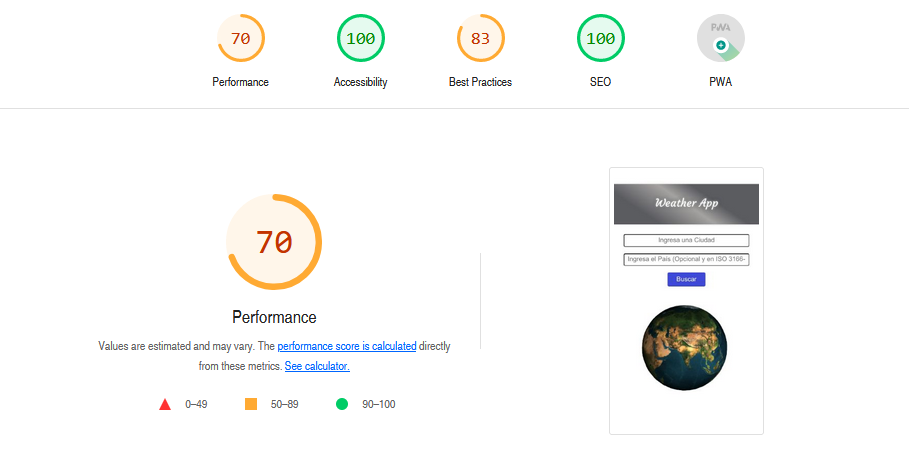 70 100 83 100 PWA
Performance Accessibility Best Practices SEO PWA
70
Performance
Values are estimated and may vary. The performance score is calculated directly
from these metrics. See calculator.
0–49 50–89 90–100
Weather App
Ingresa una Ciudad
Ingresa el País (Opcional y en ISO 3166-
Buscar